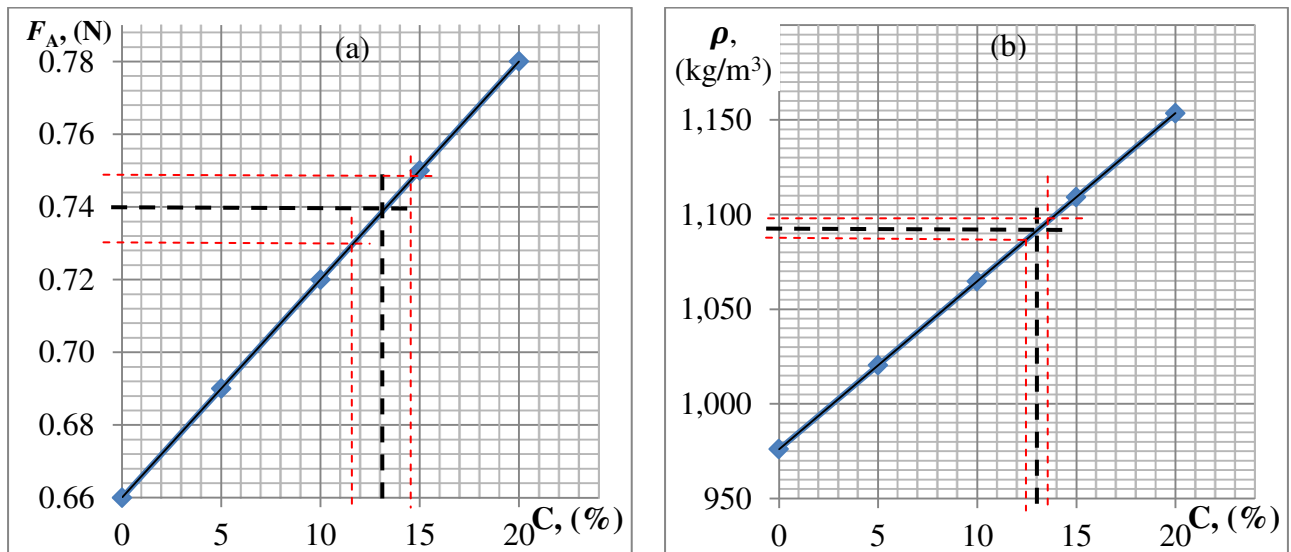 F_A, (N)
(a)
0.78
0.76
0.74
0.72
0.70
0.68
0.66
0 5 10 15 20 C, (%)
ρ,
(kg/m³)
(b)
1,150
1,100
1,050
1,000
950
0 5 10 15 20 C, (%)